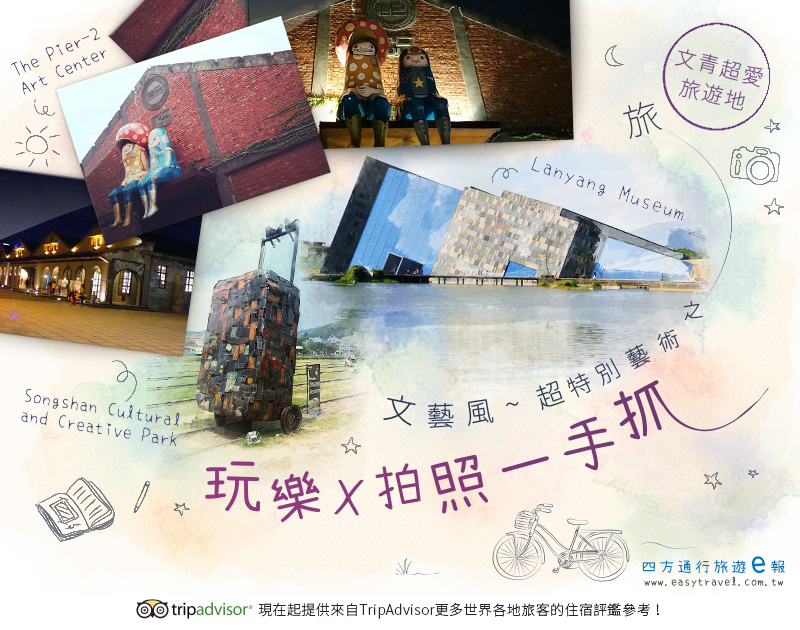 The Pier-2
Art Center
文青超愛
旅遊地
Lanyang Museum
Songshan Cultural
and Creative Park
文藝風~超特別藝術之旅
玩樂X拍照一手抓
四方通行旅遊e報
www.easytravel.com.tw
tripadvisor® 現在起提供來自TripAdvisor更多世界各地旅客的住宿評鑑參考！